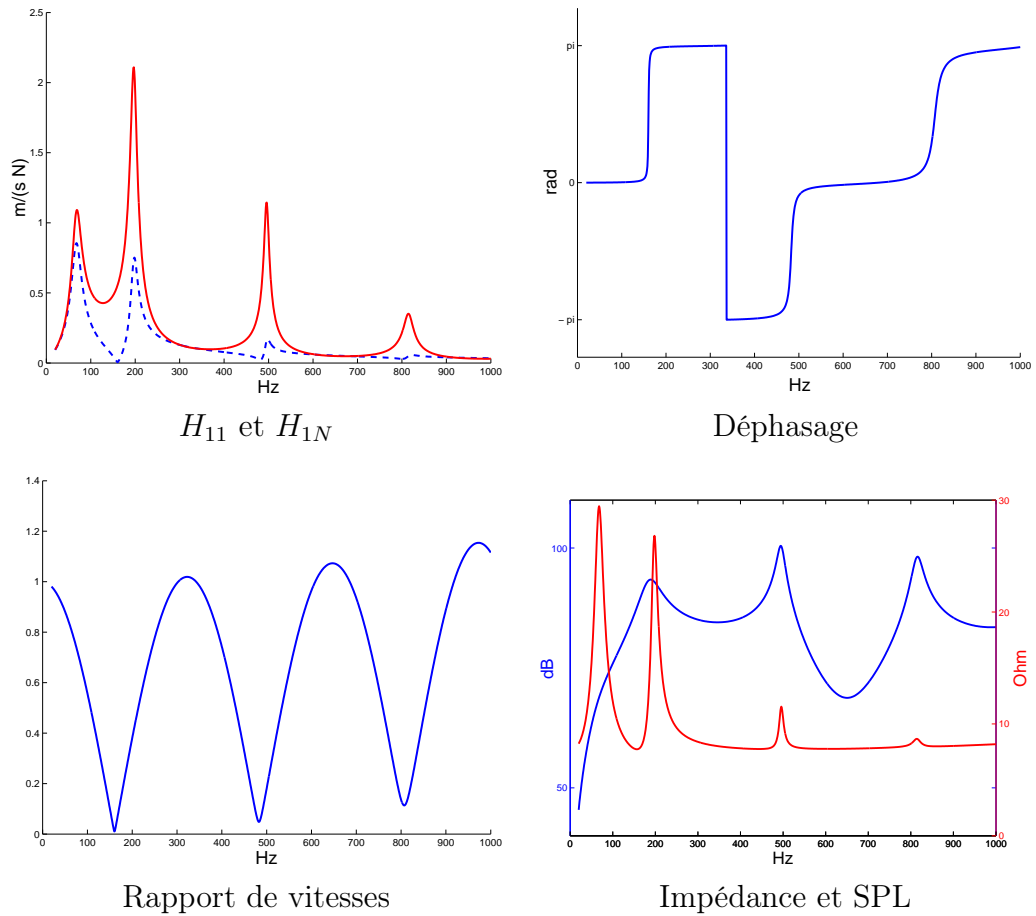 2.5
2
1.5
1
0.5
0
m/(s N)
0 100 200 300 400 500 600 700 800 900 1000
Hz
H11 et H1N
pi
0
− pi
rad
0 100 200 300 400 500 600 700 800 900 1000
Hz
Déphasage
1.4
1.2
1
0.8
0.6
0.4
0.2
0
0 100 200 300 400 500 600 700 800 900 1000
Hz
Rapport de vitesses
100
50
dB
30
20
10
0
Ohm
0 100 200 300 400 500 600 700 800 900 1000
Hz
Impédance et SPL